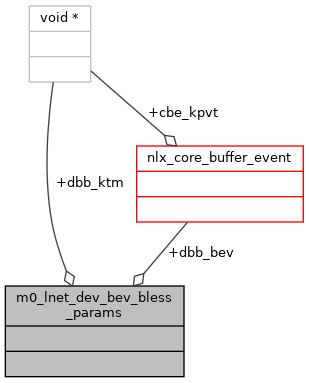 void *
+cbe_kpvt
nlx_core_buffer_event
+dbb_ktm
+dbb_bev
m0_lnet_dev_bev_bless
_params